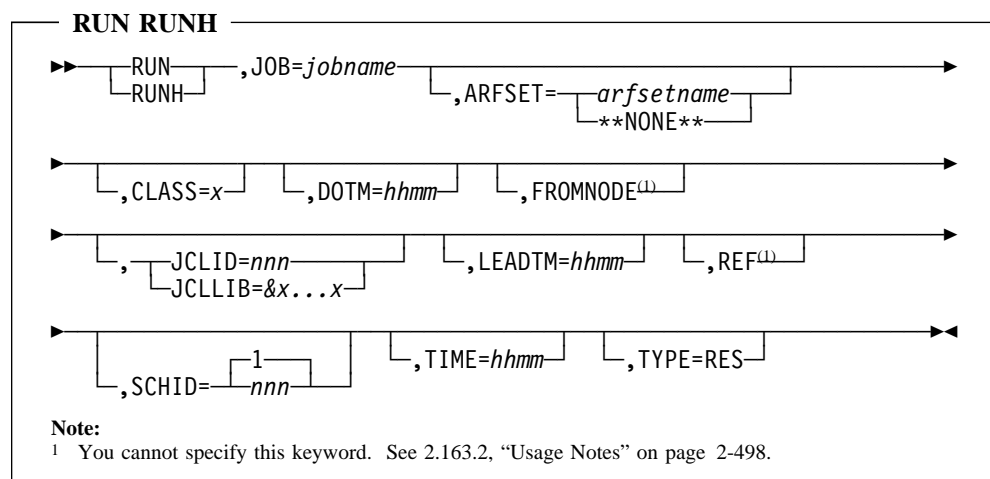 RUN RUNH
RUN ,JOB=jobname
RUNH ,ARFSET= arfsetname
**NONE**
,CLASS=x ,DOTM=hhmm ,FROMNODE(1)
, JCLID=nnn ,LEADTM=hhmm ,REF(1)
JCLLIB=&x...x
1 ,TIME=hhmm ,TYPE=RES
,SCHID= nnn
Note:
1 You cannot specify this keyword. See 2.163.2, “Usage Notes” on page 2-498.